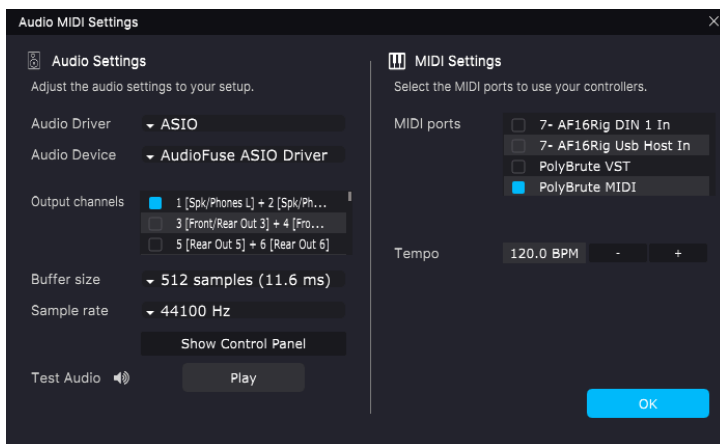 Audio MIDI Settings
Audio Settings
Adjust the audio settings to your setup.
Audio Driver
ASIO
Audio Device
AudioFuse ASIO Driver
Output channels
1 [Spk/Phones L] + 2 [Spk/Ph...
3 [Front/Rear Out 3] + 4 [Fro...
5 [Rear Out 5] + 6 [Rear Out 6]
Buffer size
512 samples (11.6 ms)
Sample rate
44100 Hz
Show Control Panel
Test Audio
Play
MIDI Settings
Select the MIDI ports to use your controllers.
MIDI ports
7- AF16Rig DIN 1 In
7- AF16Rig Usb Host In
PolyBrute VST
PolyBrute MIDI
Tempo
120.0 BPM
-
+
OK